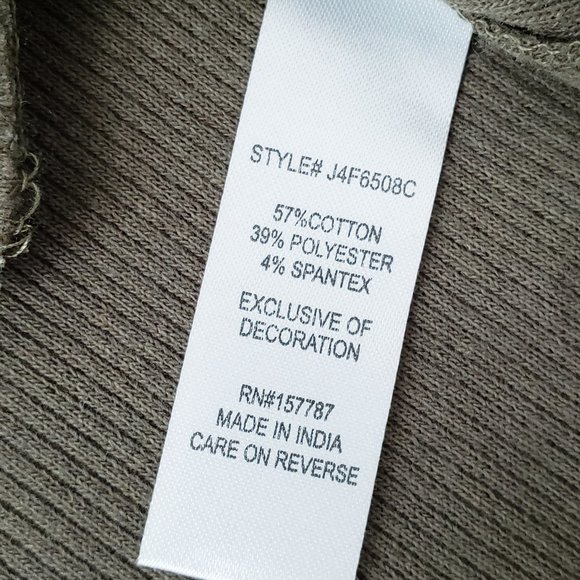 STYLE# J4F6508C
57%COTTON
39% POLYESTER
4% SPANTEX
EXCLUSIVE OF
DECORATION
RN#157787
MADE IN INDIA
CARE ON REVERSE